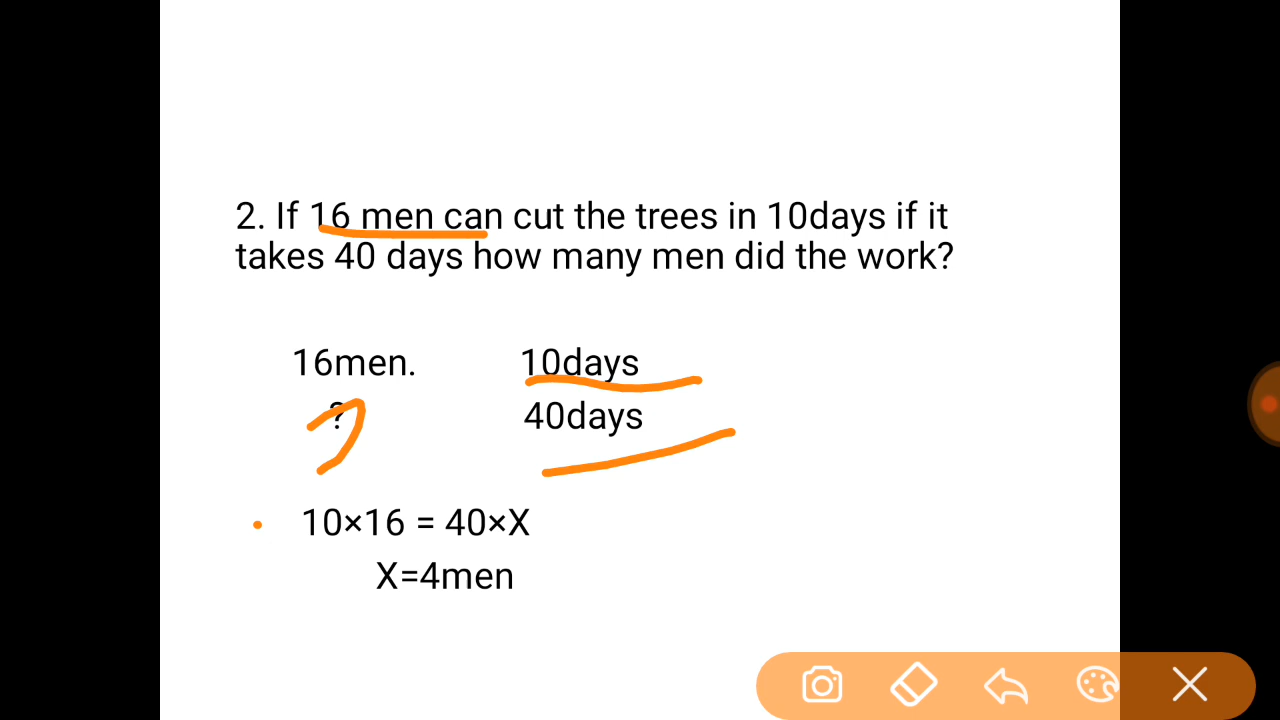 2. If 16 men can cut the trees in 10days if it
takes 40 days how many men did the work?
16men. 10days
? 40days
10×16 = 40×X
X=4men